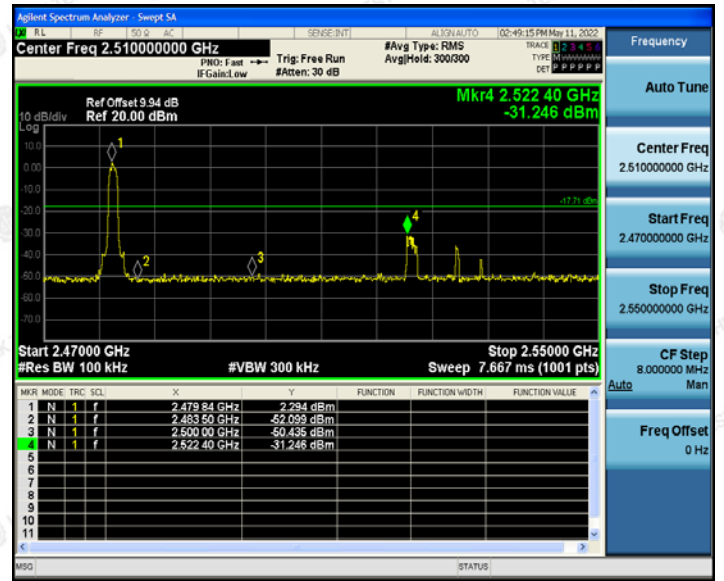 Agilent Spectrum Analyzer - Swept SA
RL RF 50 Ω AC SENSE:INT ALIGNAUTO 02:49:15 PM May 11, 2022
Center Freq 2.510000000 GHz
PNO: Fast
IFGain:Low
Trig: Free Run
#Atten: 30 dB
#Avg Type: RMS
Avg|Hold: 300/300
TRACE 1 2 3 4 5 6
TYPE M
DET P P P P P P
Frequency
Auto Tune
Center Freq
2.510000000 GHz
Start Freq
2.470000000 GHz
Stop Freq
2.550000000 GHz
CF Step
8.000000 MHz
Auto Man
Freq Offset
0 Hz
Mkr4 2.522 40 GHz
-31.246 dBm
Ref Offset 9.94 dB
10 dB/div Ref 20.00 dBm
Log
10.0
0.00
-10.0
-20.0
-30.0
-40.0
-50.0
-60.0
-70.0
1
2
3
4
-17.71 dBm
Start 2.47000 GHz Stop 2.55000 GHz
#Res BW 100 kHz #VBW 300 kHz Sweep 7.667 ms (1001 pts)
MKR MODE TRC SCL X Y FUNCTION FUNCTION WIDTH FUNCTION VALUE
1 N 1 f 2.479 84 GHz 2.294 dBm
2 N 1 f 2.483 50 GHz -52.099 dBm
3 N 1 f 2.500 00 GHz -50.435 dBm
4 N 1 f 2.522 40 GHz -31.246 dBm
5
6
7
8
9
10
11
MSG STATUS